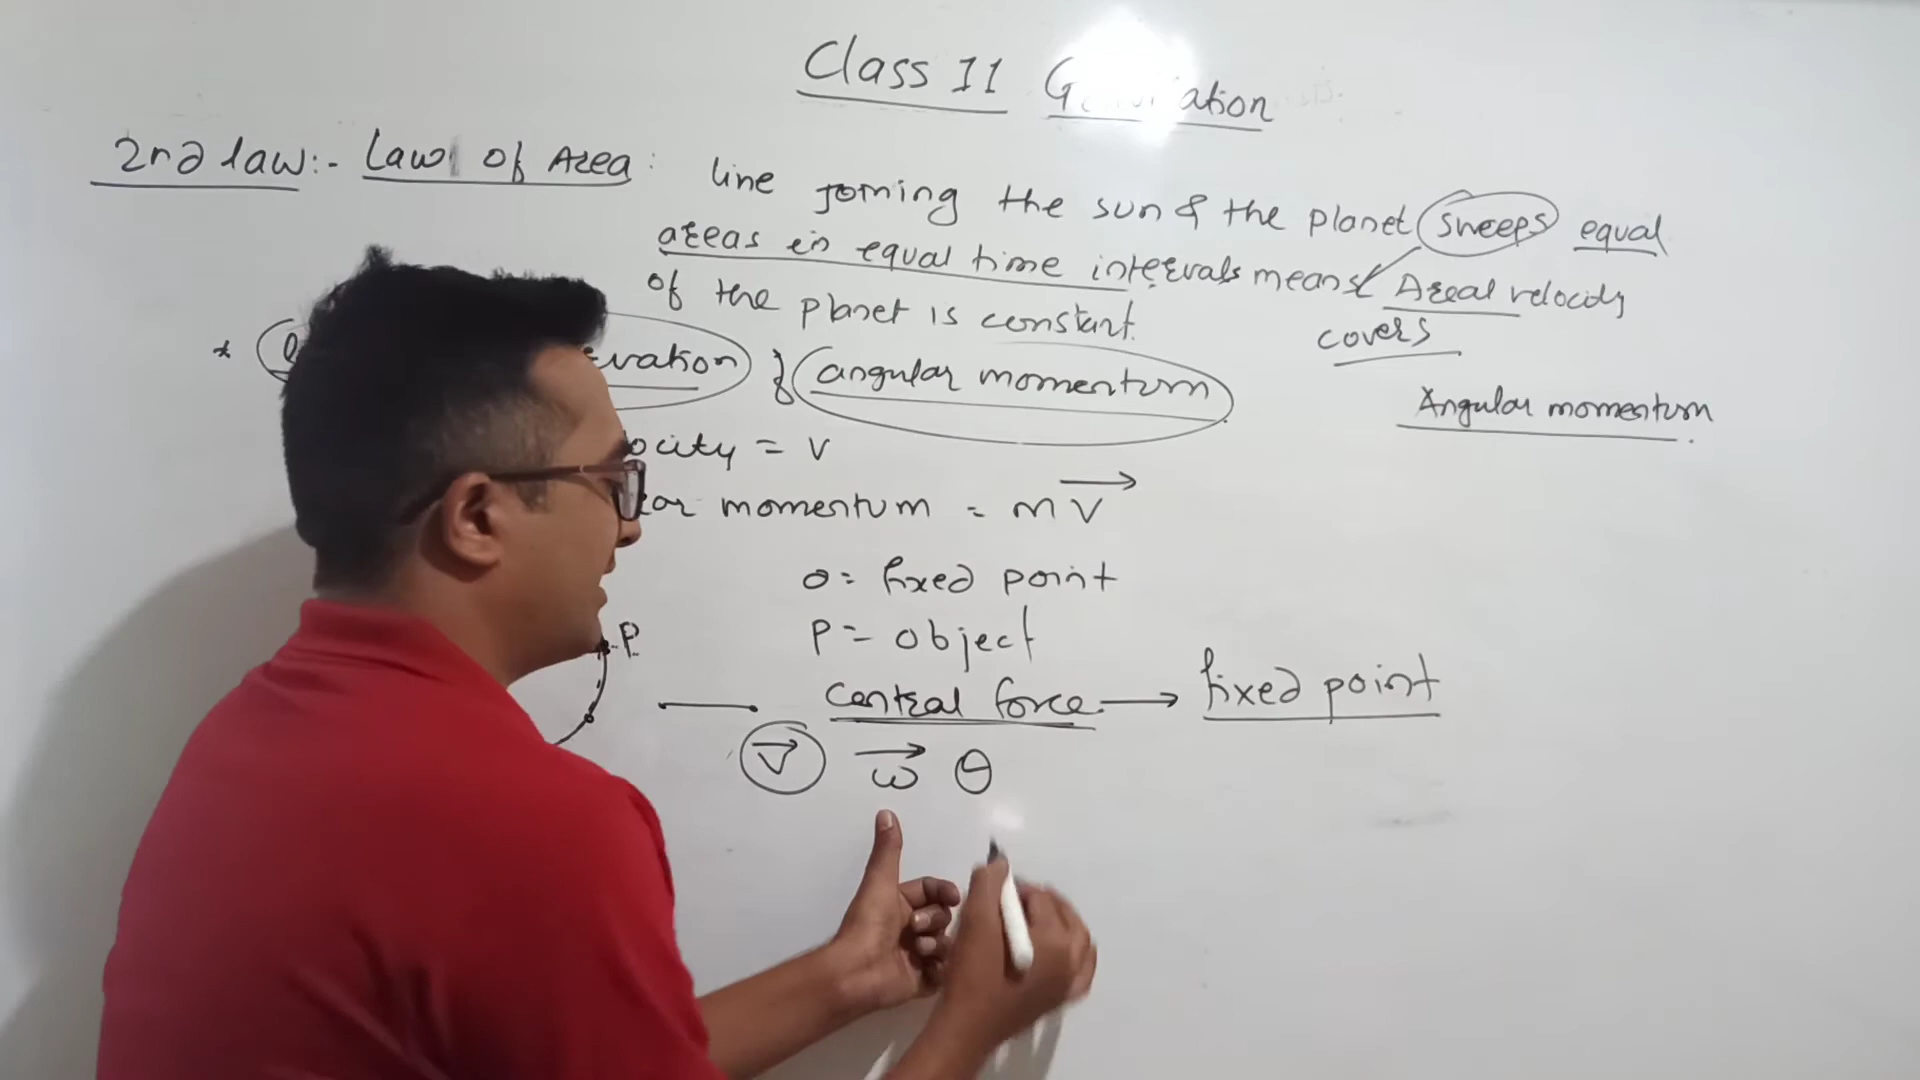 Class 11
2nd law:- Law of Area: line joining the sun & the planet sweeps equal
areas in equal time intervals means Areal velocity
of the planet is constant.
covers
* angular momentum
Angular momentum
= v
momentum = mv
o = fixed point
P = object
P
central force → fixed point
v ω θ